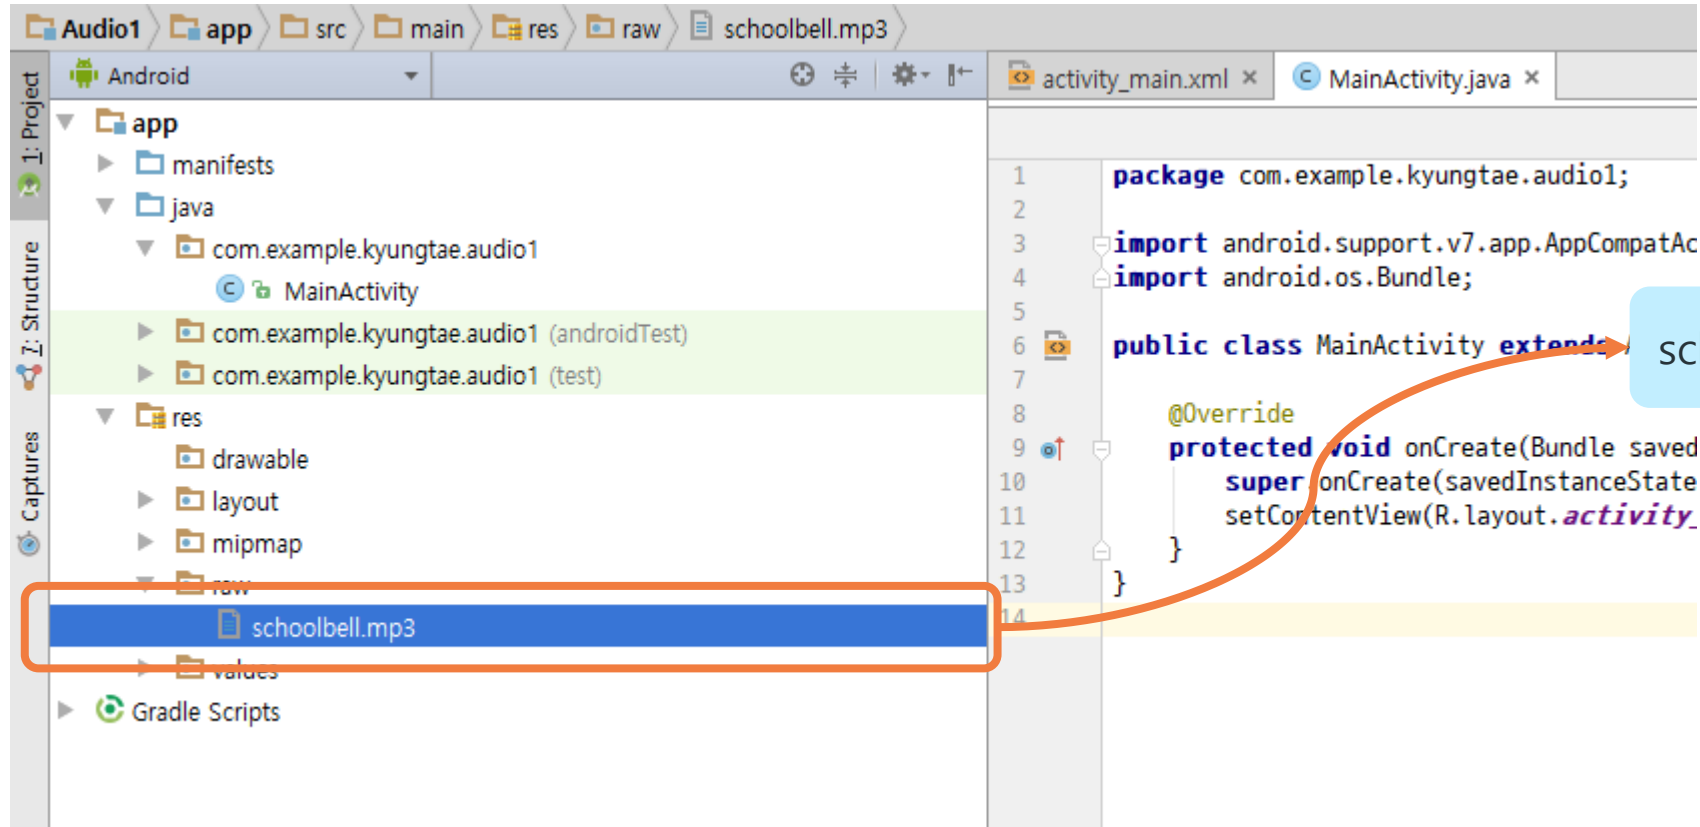 Audio1 app src main res raw schoolbell.mp3
1: Project
7: Structure
Captures
Android
app
manifests
java
com.example.kyungtae.audio1
MainActivity
com.example.kyungtae.audio1 (androidTest)
com.example.kyungtae.audio1 (test)
res
drawable
layout
mipmap
raw
schoolbell.mp3
values
Gradle Scripts
activity_main.xml MainActivity.java
1 package com.example.kyungtae.audio1;
2
3 import android.support.v7.app.AppCompatAc
4 import android.os.Bundle;
5
6 public class MainActivity extends A
7
8 @Override
9 protected void onCreate(Bundle saved
10 super.onCreate(savedInstanceState
11 setContentView(R.layout.activity_
12 }
13 }
14
sc